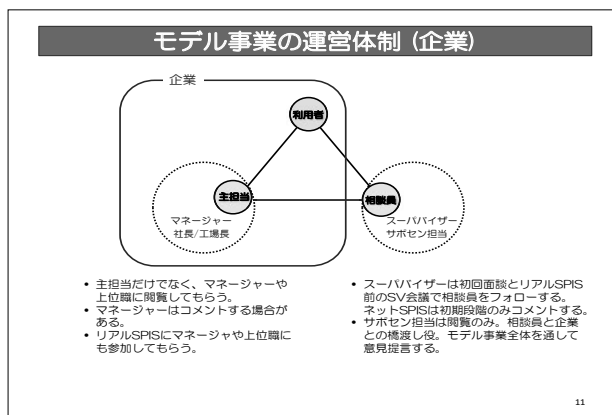 モデル事業の運営体制 (企業)
企業
利用者
主担当
相談員
マネージャー
社長/工場長
スーパバイザー
サポセン担当
• 主担当だけでなく、マネージャーや
上位職に閲覧してもらう。
• マネージャーはコメントする場合が
ある。
• リアルSPISにマネージャや上位職に
も参加してもらう。
• スーパバイザーは初回面談とリアルSPIS
前のSV会議で相談員をフォローする。
ネットSPISは初期段階のみコメントする。
• サポセン担当は閲覧のみ。相談員と企業
との橋渡し役。モデル事業全体を通して
意見提言する。
11